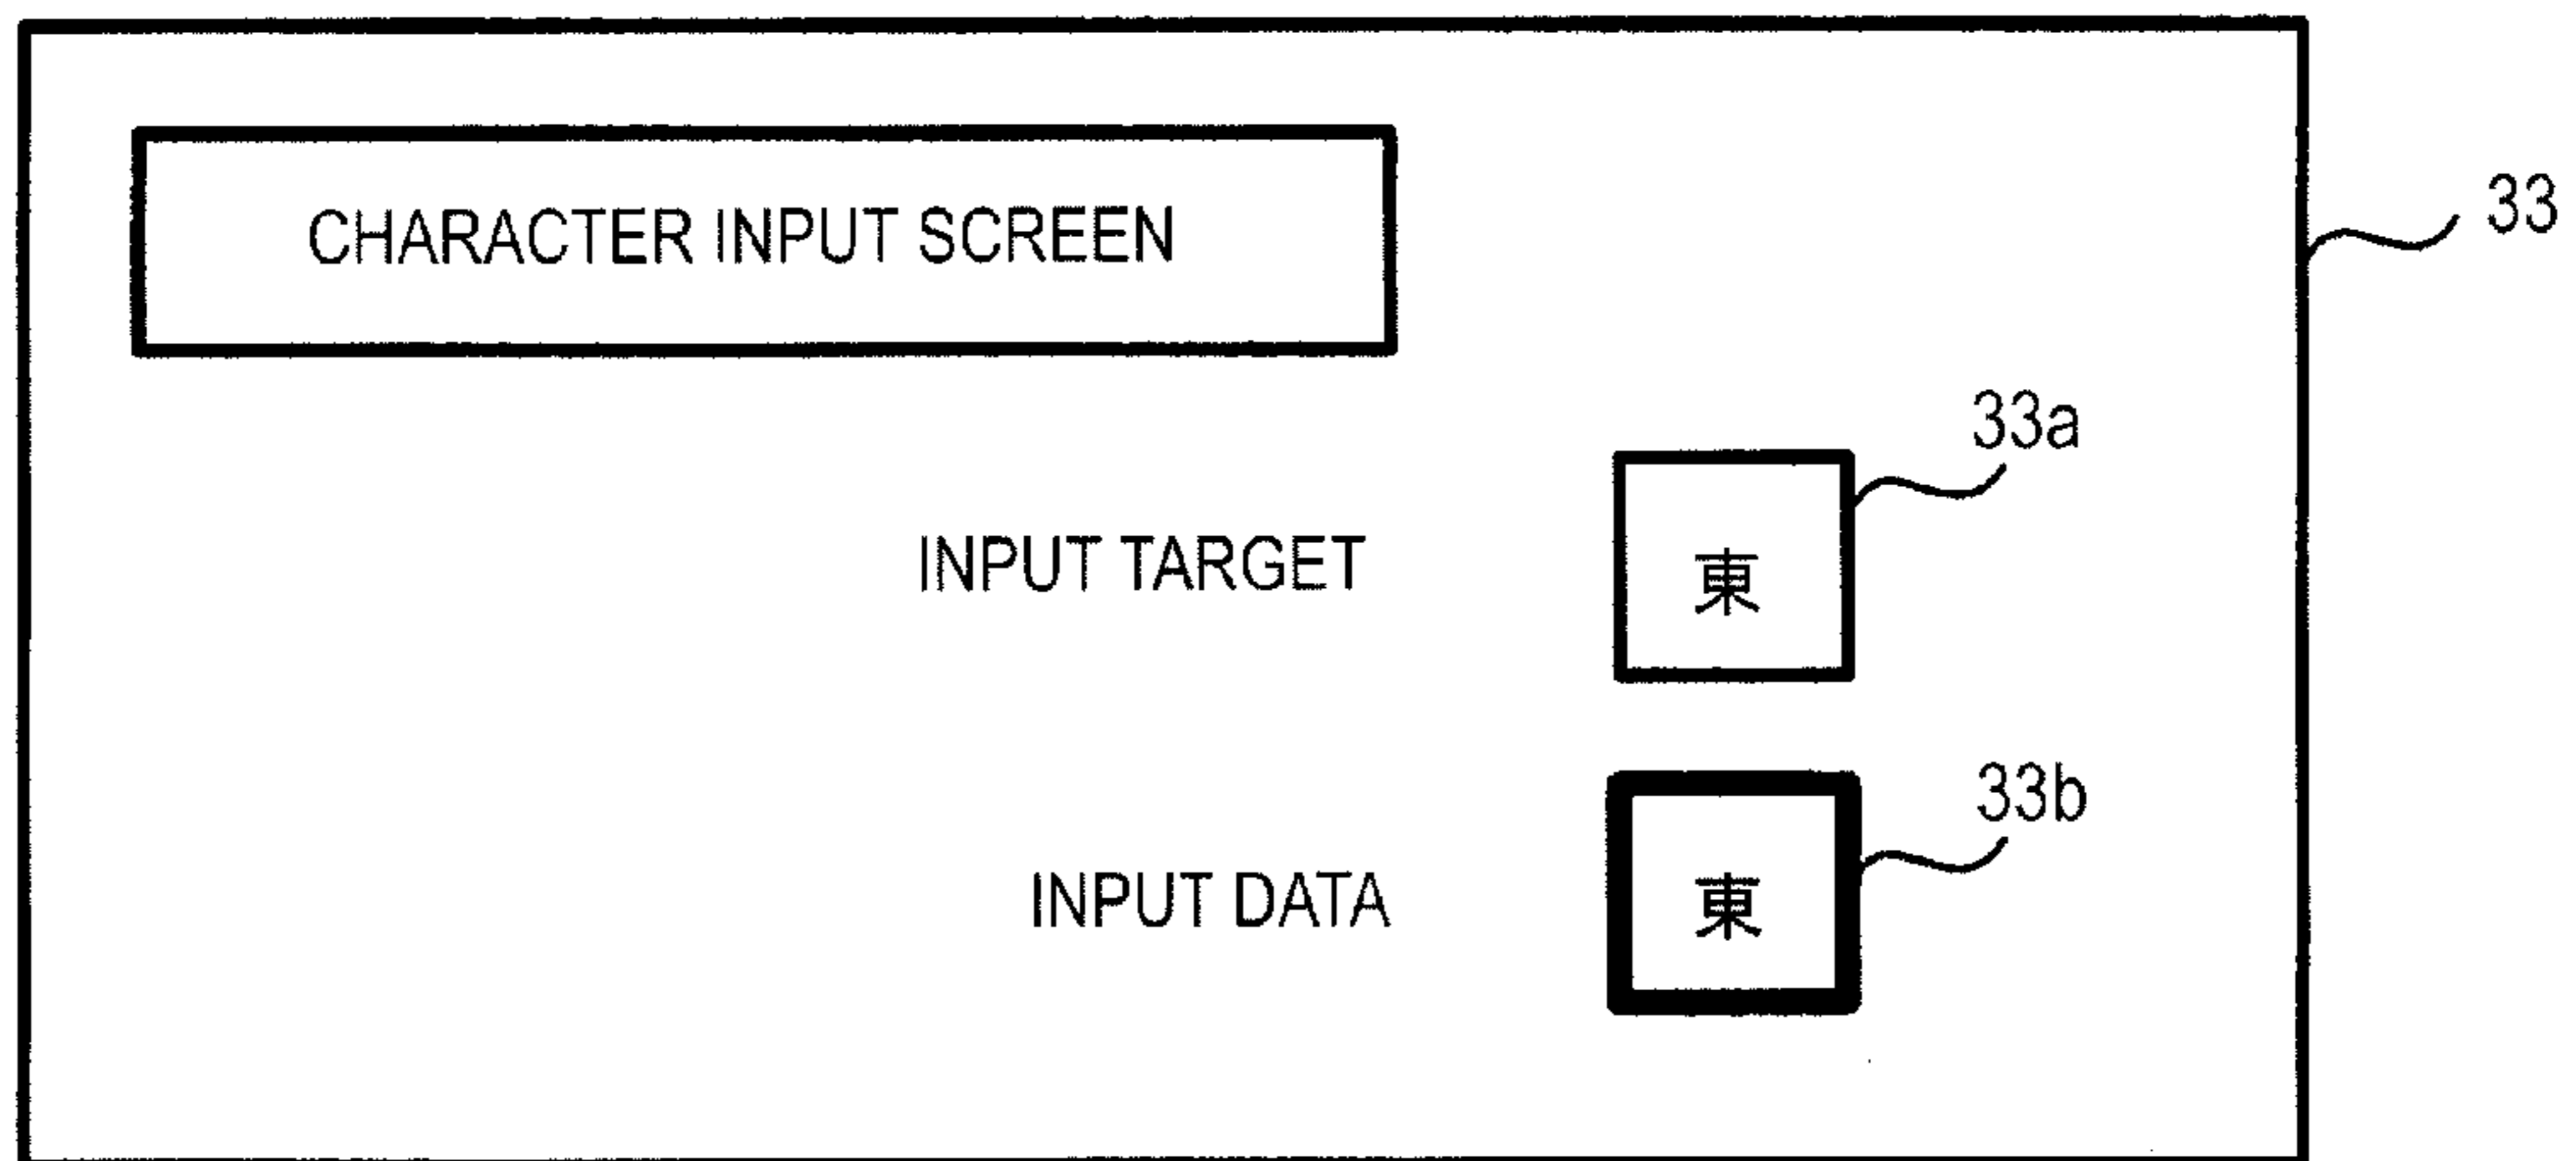 CHARACTER INPUT SCREEN
33
33a
INPUT TARGET 東
33b
INPUT DATA 東